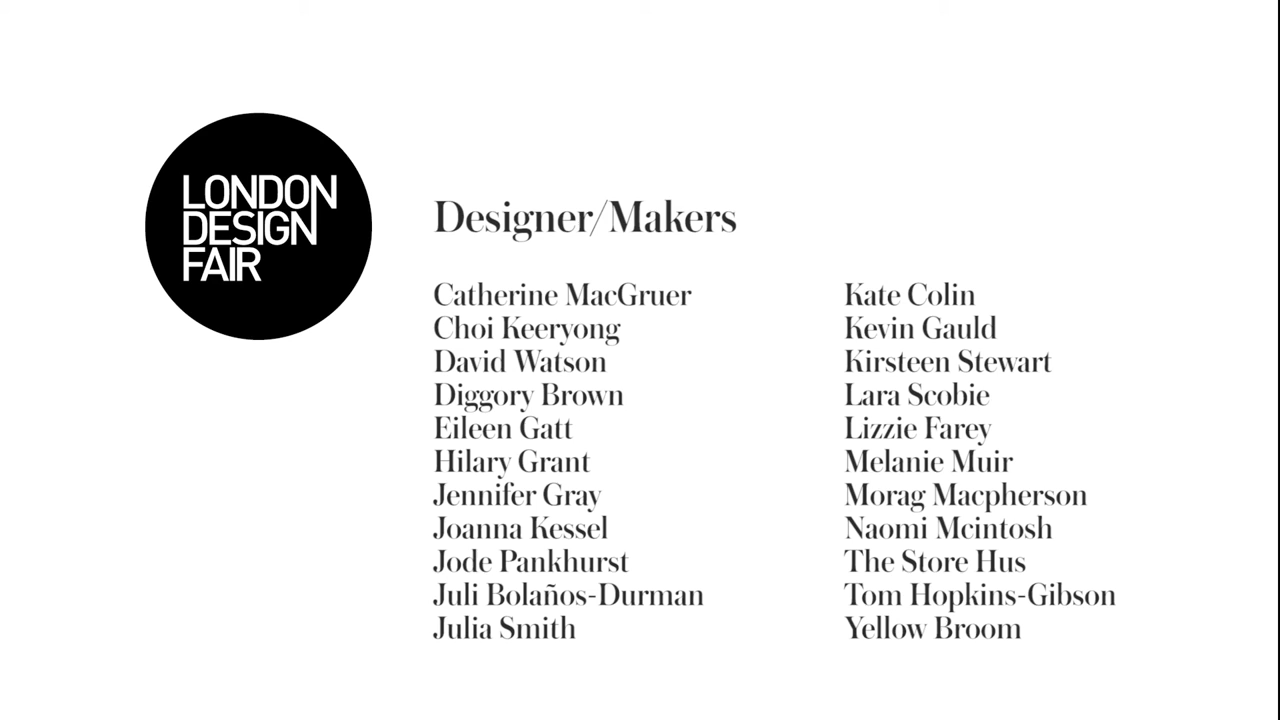 LONDON
DESIGN
FAIR
Designer/Makers
Catherine MacGruer
Choi Keeryong
David Watson
Diggory Brown
Eileen Gatt
Hilary Grant
Jennifer Gray
Joanna Kessel
Jode Pankhurst
Juli Bolaños-Durman
Julia Smith
Kate Colin
Kevin Gauld
Kirsteen Stewart
Lara Scobie
Lizzie Farey
Melanie Muir
Morag Macpherson
Naomi Mcintosh
The Store Hus
Tom Hopkins-Gibson
Yellow Broom